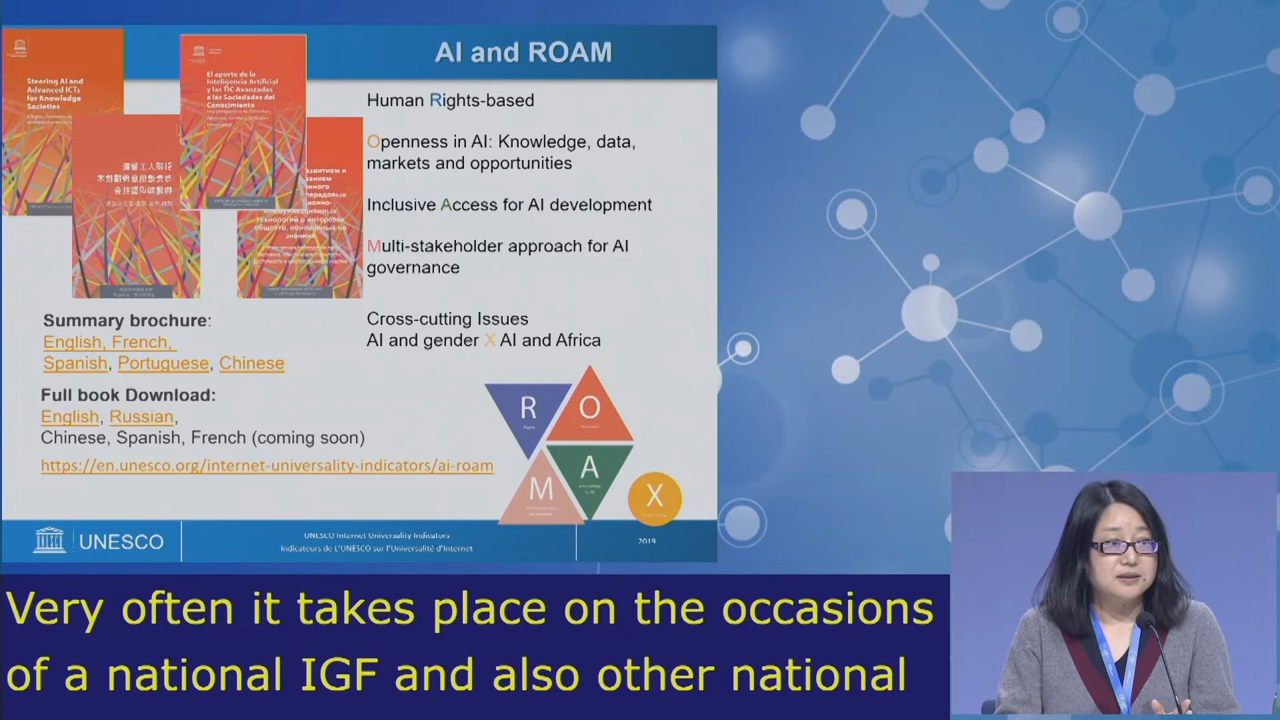 AI and ROAM
Steering AI and
Advanced ICTs
for Knowledge
Societies
El aporte de la
Inteligencia Artificial
y las TIC Avanzadas
a las Sociedades del
Conocimiento
Human Rights-based
Openness in AI: Knowledge, data,
markets and opportunities
Inclusive Access for AI development
Multi-stakeholder approach for AI
governance
Cross-cutting Issues
AI and gender X AI and Africa
Summary brochure:
English, French,
Spanish, Portuguese, Chinese
Full book Download:
English, Russian,
Chinese, Spanish, French (coming soon)
https://en.unesco.org/internet-universality-indicators/ai-roam
R
O
M
A
X
UNESCO
UNESCO Internet Universality Indicators
Indicateurs de L'UNESCO sur l'Universalité d'Internet
2019
Very often it takes place on the occasions
of a national IGF and also other national